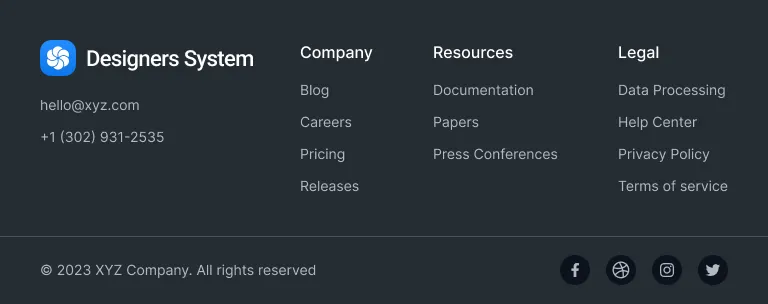 Designers System
hello@xyz.com
+1 (302) 931-2535
Company
Blog
Careers
Pricing
Releases
Resources
Documentation
Papers
Press Conferences
Legal
Data Processing
Help Center
Privacy Policy
Terms of service
© 2023 XYZ Company. All rights reserved